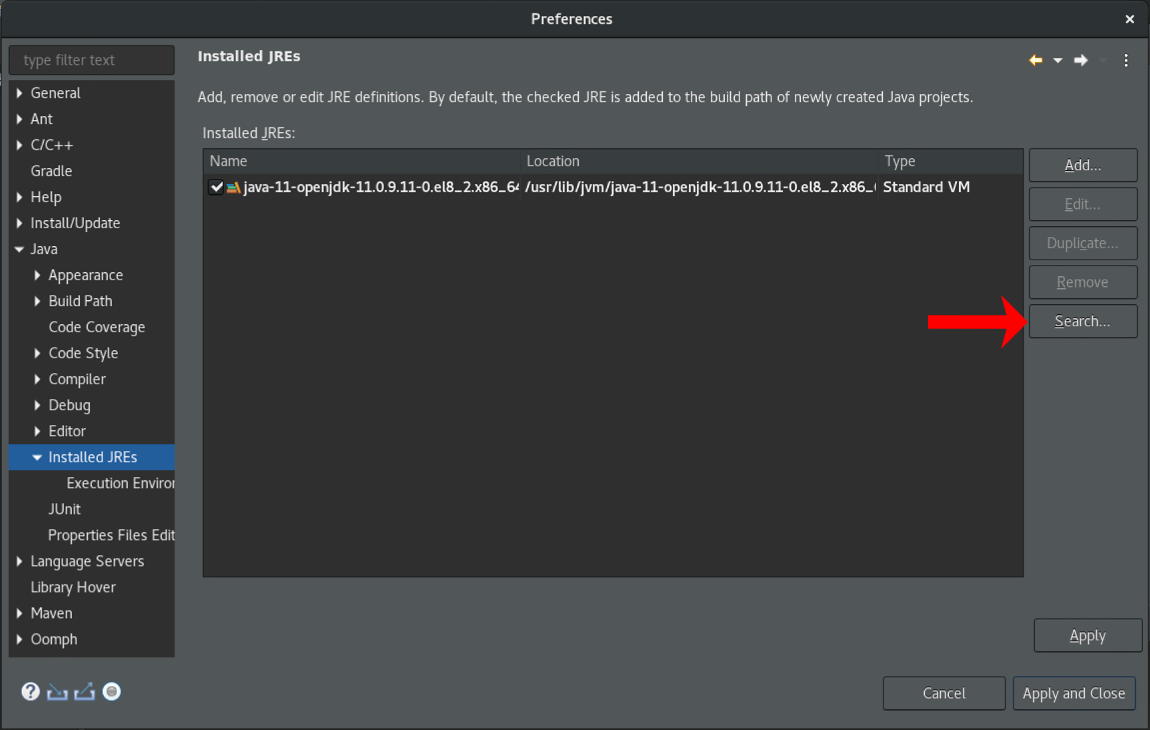 Preferences
type filter text
General
Ant
C/C++
Gradle
Help
Install/Update
Java
Appearance
Build Path
Code Coverage
Code Style
Compiler
Debug
Editor
Installed JREs
Execution Enviror
JUnit
Properties Files Edit
Language Servers
Library Hover
Maven
Oomph
Installed JREs
Add, remove or edit JRE definitions. By default, the checked JRE is added to the build path of newly created Java projects.
Installed JREs:
Name Location Type
java-11-openjdk-11.0.9.11-0.el8_2.x86_64 /usr/lib/jvm/java-11-openjdk-11.0.9.11-0.el8_2.x86_ Standard VM
Add...
Edit...
Duplicate...
Remove
Search...
Apply
Cancel Apply and Close